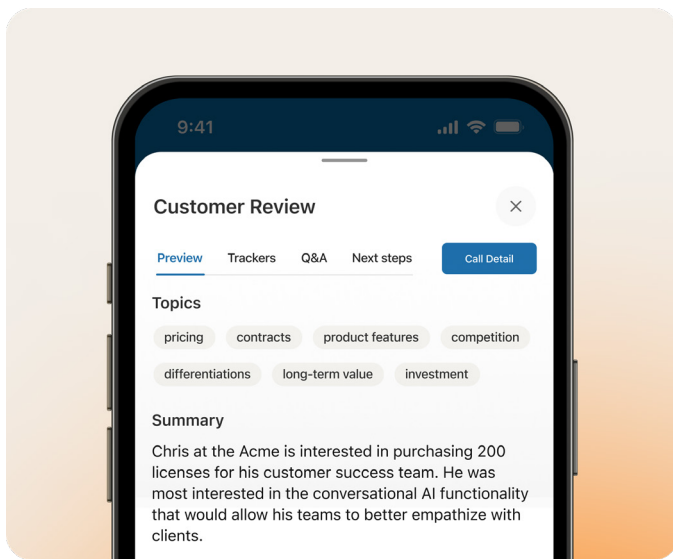 9:41
Customer Review
Preview Trackers Q&A Next steps Call Detail
Topics
pricing contracts product features competition
differentiations long-term value investment
Summary
Chris at the Acme is interested in purchasing 200
licenses for his customer success team. He was
most interested in the conversational AI functionality
that would allow his teams to better empathize with
clients.